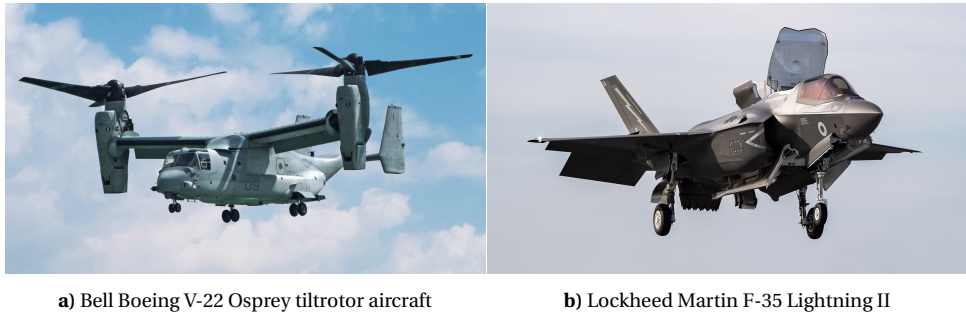 09
a) Bell Boeing V-22 Osprey tiltrotor aircraft
b) Lockheed Martin F-35 Lightning II